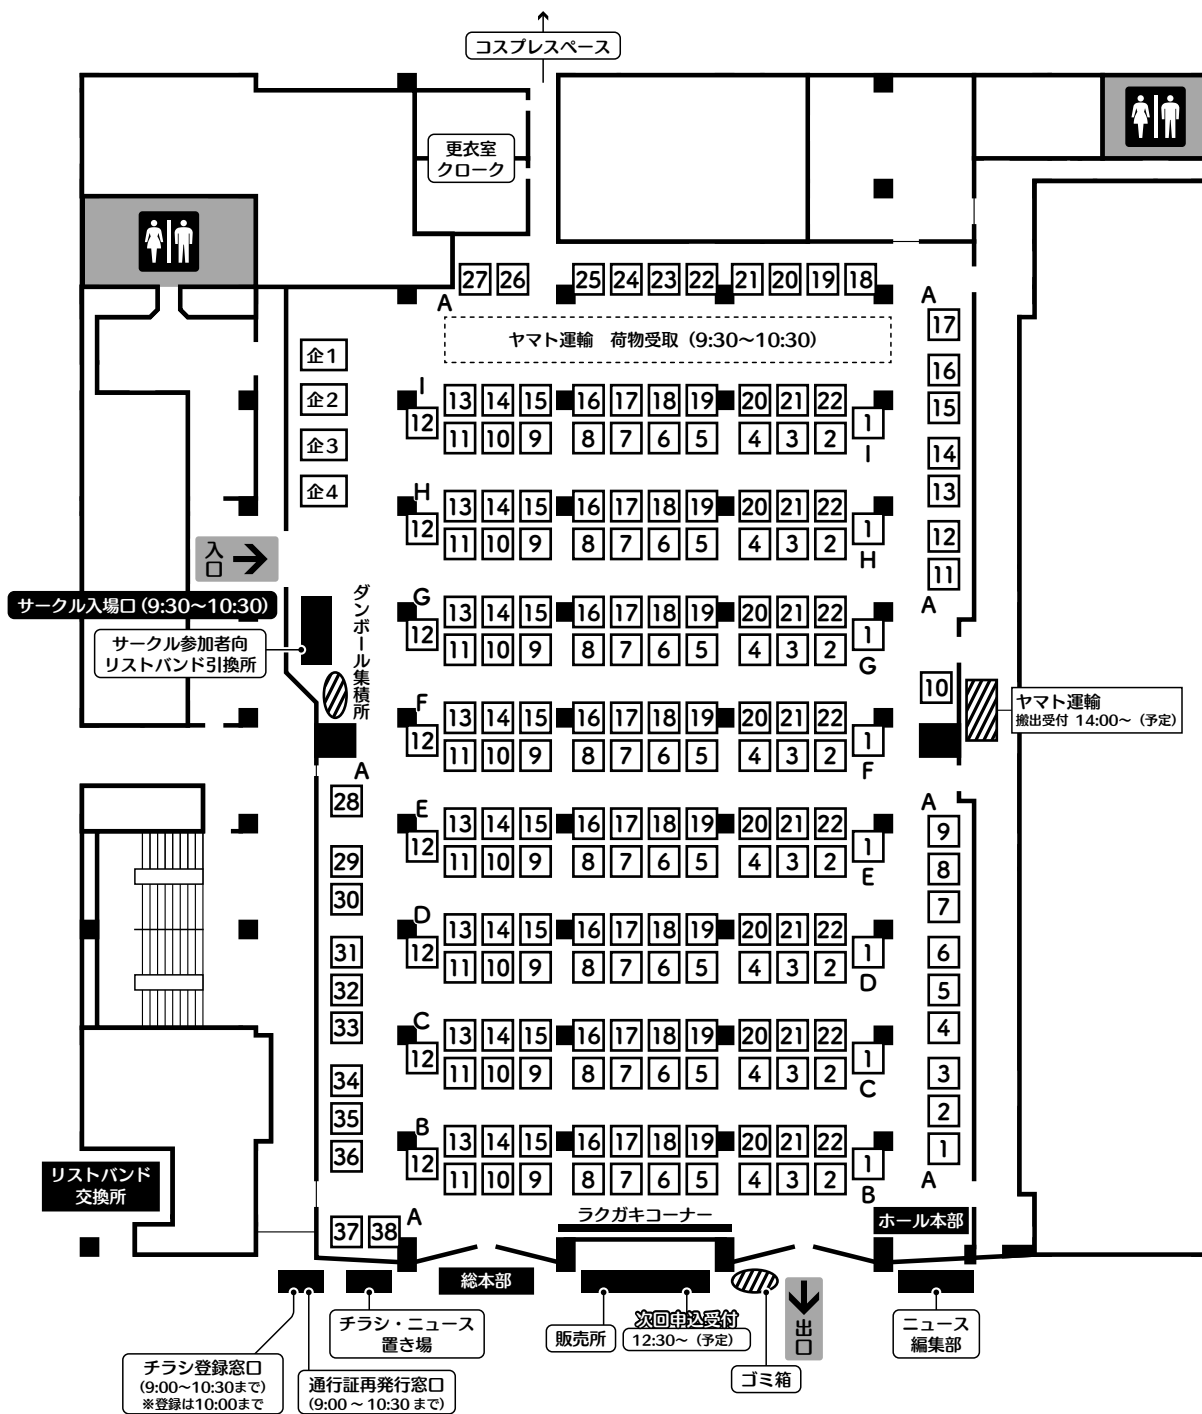 コスプレスペース
更衣室
クローク
27 26 25 24 23 22 21 20 19 18
A
A
ヤマト運輸 荷物受取 (9:30〜10:30)
17
16
15
14
13
12
11
A
企1
企2
企3
企4
I
13 14 15 16 17 18 19 20 21 22
12 1
11 10 9 8 7 6 5 4 3 2
I
H
13 14 15 16 17 18 19 20 21 22
12 1
11 10 9 8 7 6 5 4 3 2
H
入口
サークル入場口 (9:30〜10:30)
サークル参加者向
リストバンド引換所
ダンボール集積所
G
13 14 15 16 17 18 19 20 21 22
12 1
11 10 9 8 7 6 5 4 3 2
G
10
ヤマト運輸
搬出受付 14:00〜 (予定)
F
13 14 15 16 17 18 19 20 21 22
12 1
11 10 9 8 7 6 5 4 3 2
F
A
28
29
30
31
32
33
34
35
36
37 38 A
E
13 14 15 16 17 18 19 20 21 22
12 1
11 10 9 8 7 6 5 4 3 2
E
A
9
8
7
6
5
4
3
2
1
A
D
13 14 15 16 17 18 19 20 21 22
12 1
11 10 9 8 7 6 5 4 3 2
D
C
13 14 15 16 17 18 19 20 21 22
12 1
11 10 9 8 7 6 5 4 3 2
C
B
13 14 15 16 17 18 19 20 21 22
12 1
11 10 9 8 7 6 5 4 3 2
B
リストバンド
交換所
ラクガキコーナー
ホール本部
総本部
チラシ・ニュース
置き場
販売所
次回申込受付
12:30〜 (予定)
出口
ニュース
編集部
ゴミ箱
チラシ登録窓口
(9:00〜10:30まで)
※登録は10:00まで
通行証再発行窓口
(9:00〜10:30まで)